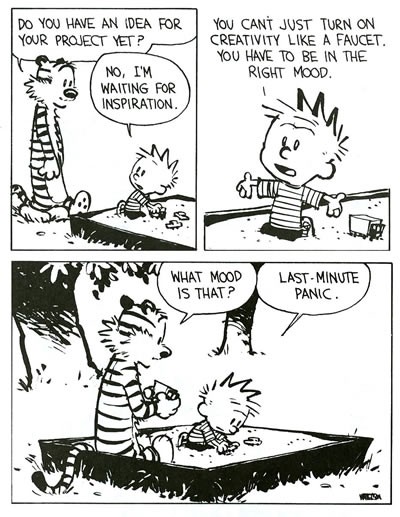 DO YOU HAVE AN IDEA FOR
YOUR PROJECT YET?
NO, I'M
WAITING FOR
INSPIRATION.
YOU CAN'T JUST TURN ON
CREATIVITY LIKE A FAUCET.
YOU HAVE TO BE IN THE
RIGHT MOOD.
WHAT MOOD
IS THAT?
LAST-MINUTE
PANIC.